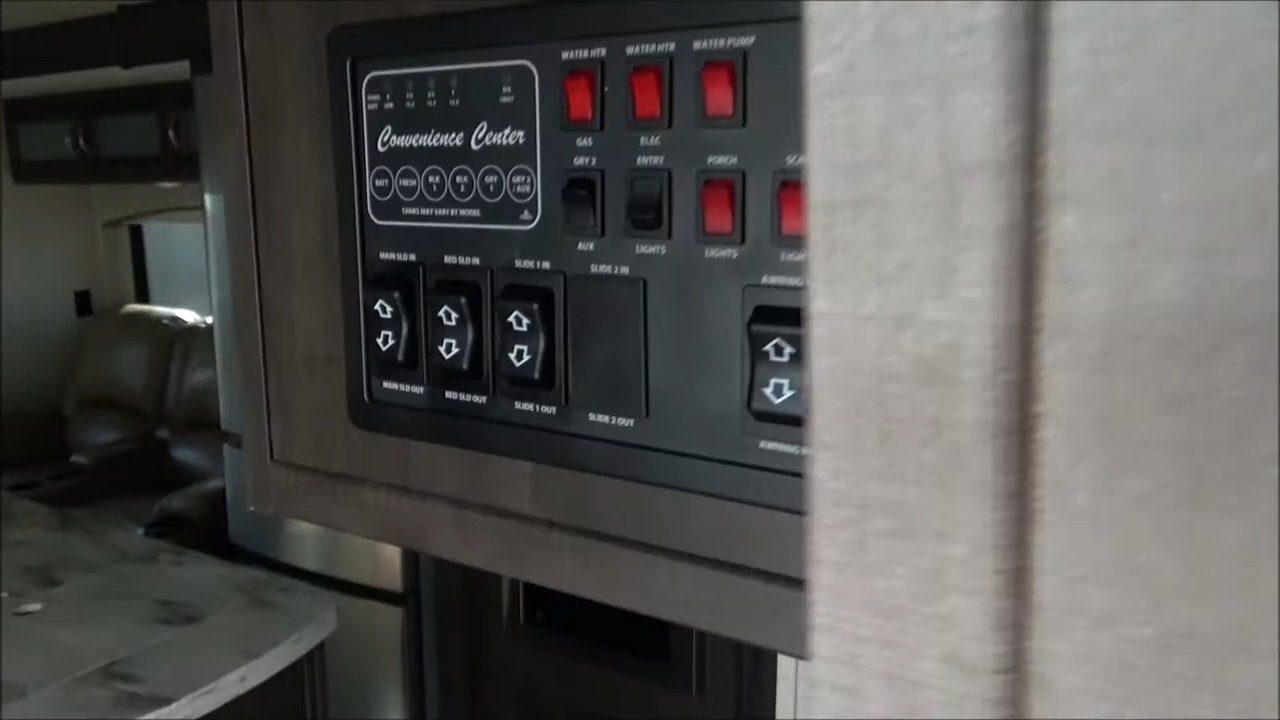 WATER HTR WATER HTR WATER PUMP
Convenience Center
GAS ELEC
GRY 2 ENTRY PORCH
BATT FRESH BLK 1 BLK 2 GRY 1 GRY 2 / AUX
TANKS MAY VARY BY MODEL
AUX LIGHTS LIGHTS
MAIN SLD IN BED SLD IN SLIDE 1 IN SLIDE 2 IN
AWNING
MAIN SLD OUT BED SLD OUT SLIDE 1 OUT SLIDE 2 OUT
AWNING